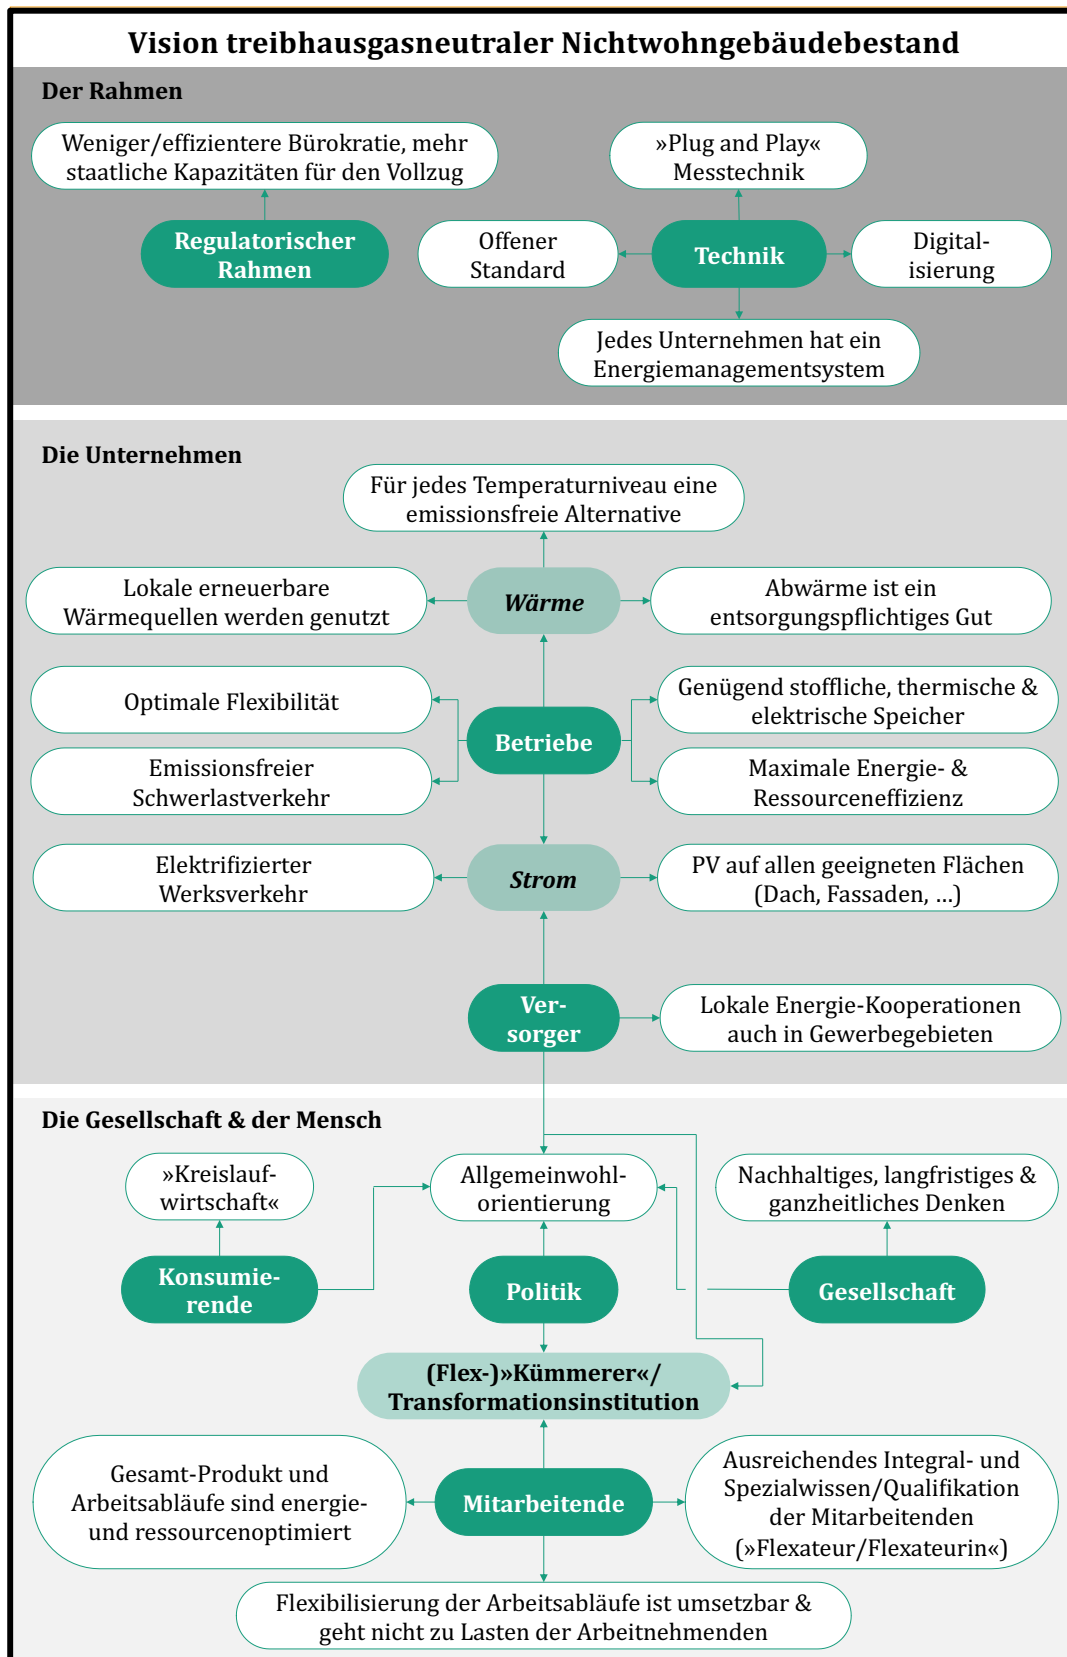 Vision treibhausgasneutraler Nichtwohngebäudebestand
Der Rahmen
Weniger/effizientere Bürokratie, mehr
staatliche Kapazitäten für den Vollzug
»Plug and Play«
Messtechnik
Regulatorischer
Rahmen
Offener
Standard
Technik
Digital-
isierung
Jedes Unternehmen hat ein
Energiemanagementsystem
Die Unternehmen
Für jedes Temperaturniveau eine
emissionsfreie Alternative
Lokale erneuerbare
Wärmequellen werden genutzt
Wärme
Abwärme ist ein
entsorgungspflichtiges Gut
Optimale Flexibilität
Genügend stoffliche, thermische &
elektrische Speicher
Betriebe
Emissionsfreier
Schwerlastverkehr
Maximale Energie- &
Ressourceneffizienz
Elektrifizierter
Werksverkehr
Strom
PV auf allen geeigneten Flächen
(Dach, Fassaden, ...)
Ver-
sorger
Lokale Energie-Kooperationen
auch in Gewerbegebieten
Die Gesellschaft & der Mensch
»Kreislauf-
wirtschaft«
Allgemeinwohl-
orientierung
Nachhaltiges, langfristiges &
ganzheitliches Denken
Konsumie-
rende
Politik
Gesellschaft
(Flex-)»Kümmerer«/
Transformationsinstitution
Gesamt-Produkt und
Arbeitsabläufe sind energie-
und ressourcenoptimiert
Mitarbeitende
Ausreichendes Integral- und
Spezialwissen/Qualifikation
der Mitarbeitenden
(»Flexateur/Flexateurin«)
Flexibilisierung der Arbeitsabläufe ist umsetzbar &
geht nicht zu Lasten der Arbeitnehmenden